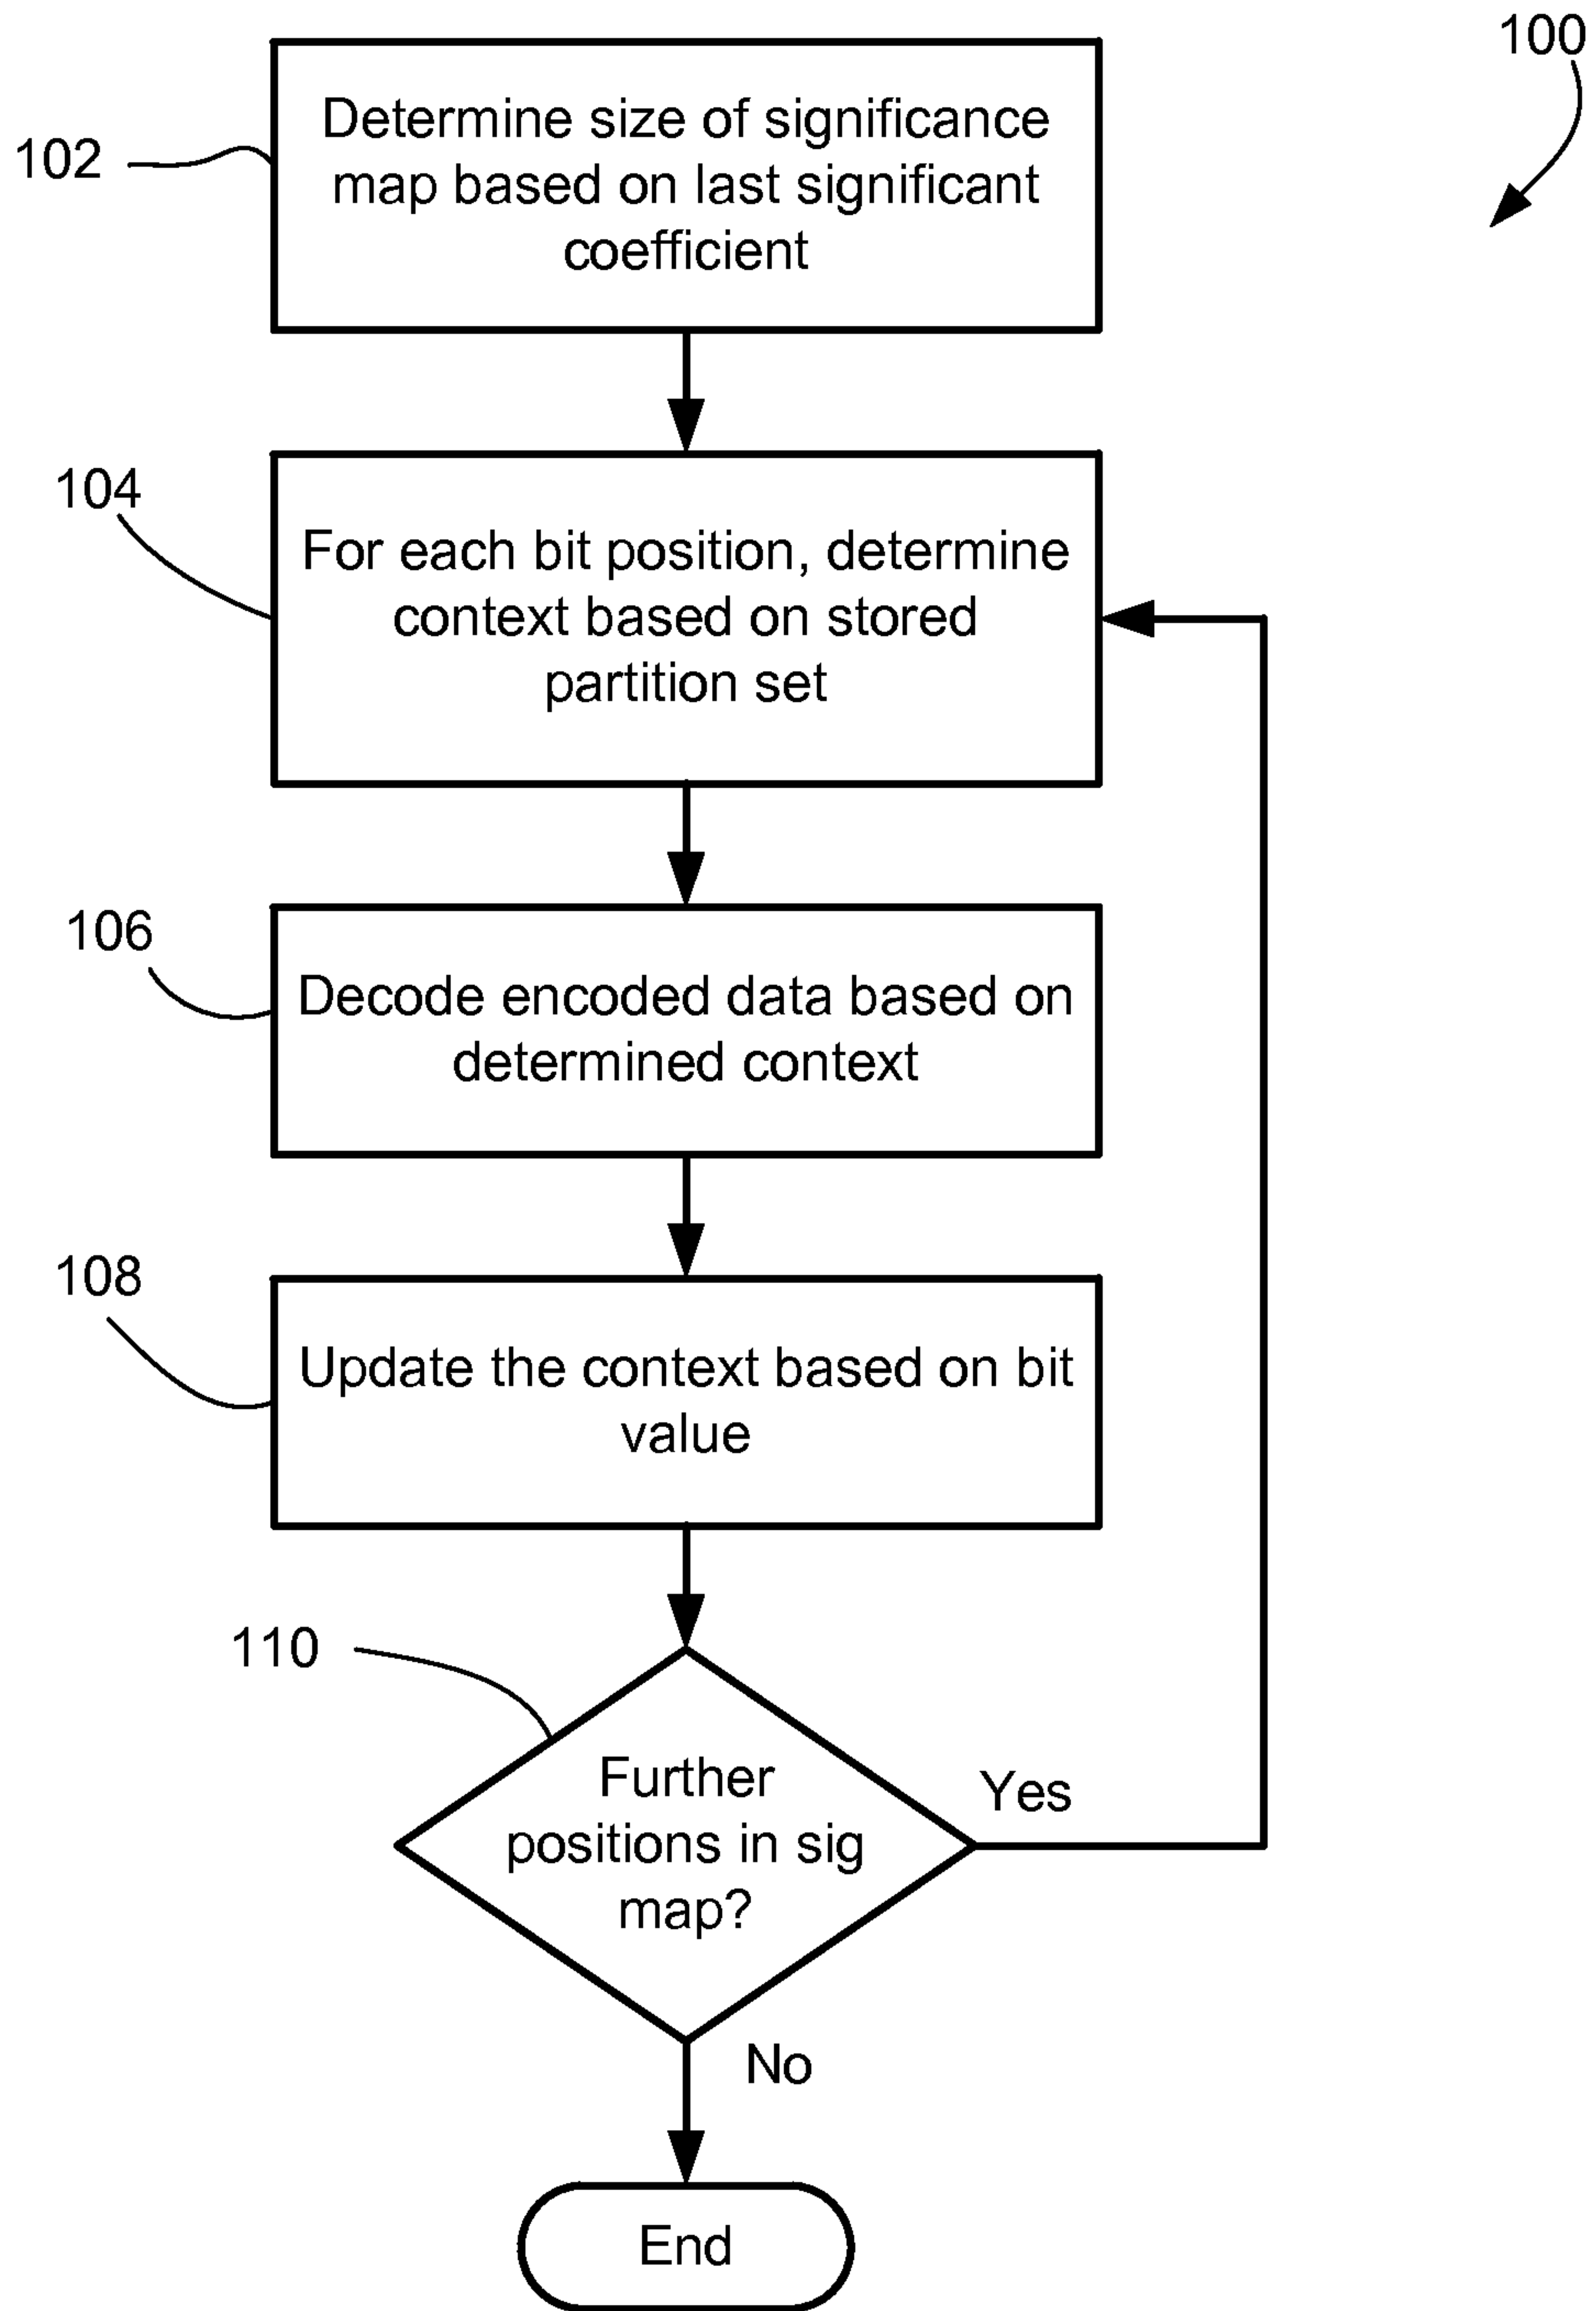 100
102
Determine size of significance
map based on last significant
coefficient
104
For each bit position, determine
context based on stored
partition set
106
Decode encoded data based on
determined context
108
Update the context based on bit
value
110
Further
positions in sig
map?
Yes
No
End